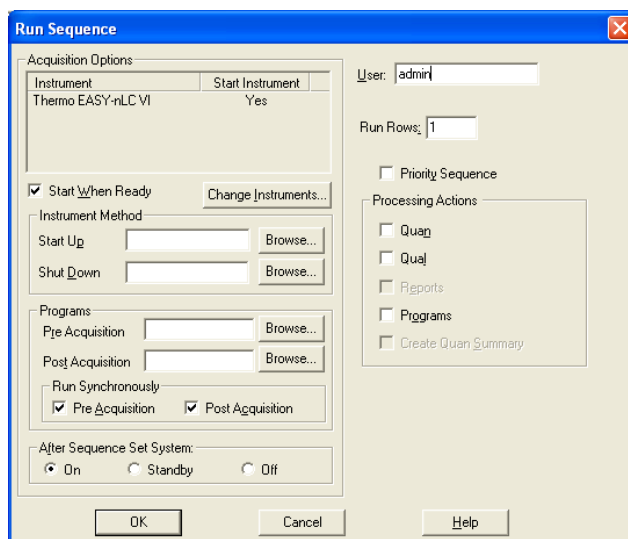 Run Sequence
Acquisition Options
Instrument Start Instrument
Thermo EASY-nLC VI Yes
Start When Ready
Change Instruments...
Instrument Method
Start Up Browse...
Shut Down Browse...
Programs
Pre Acquisition Browse...
Post Acquisition Browse...
Run Synchronously
Pre Acquisition Post Acquisition
After Sequence Set System:
On Standby Off
User: admin
Run Rows: 1
Priority Sequence
Processing Actions
Quan
Qual
Reports
Programs
Create Quan Summary
OK Cancel Help